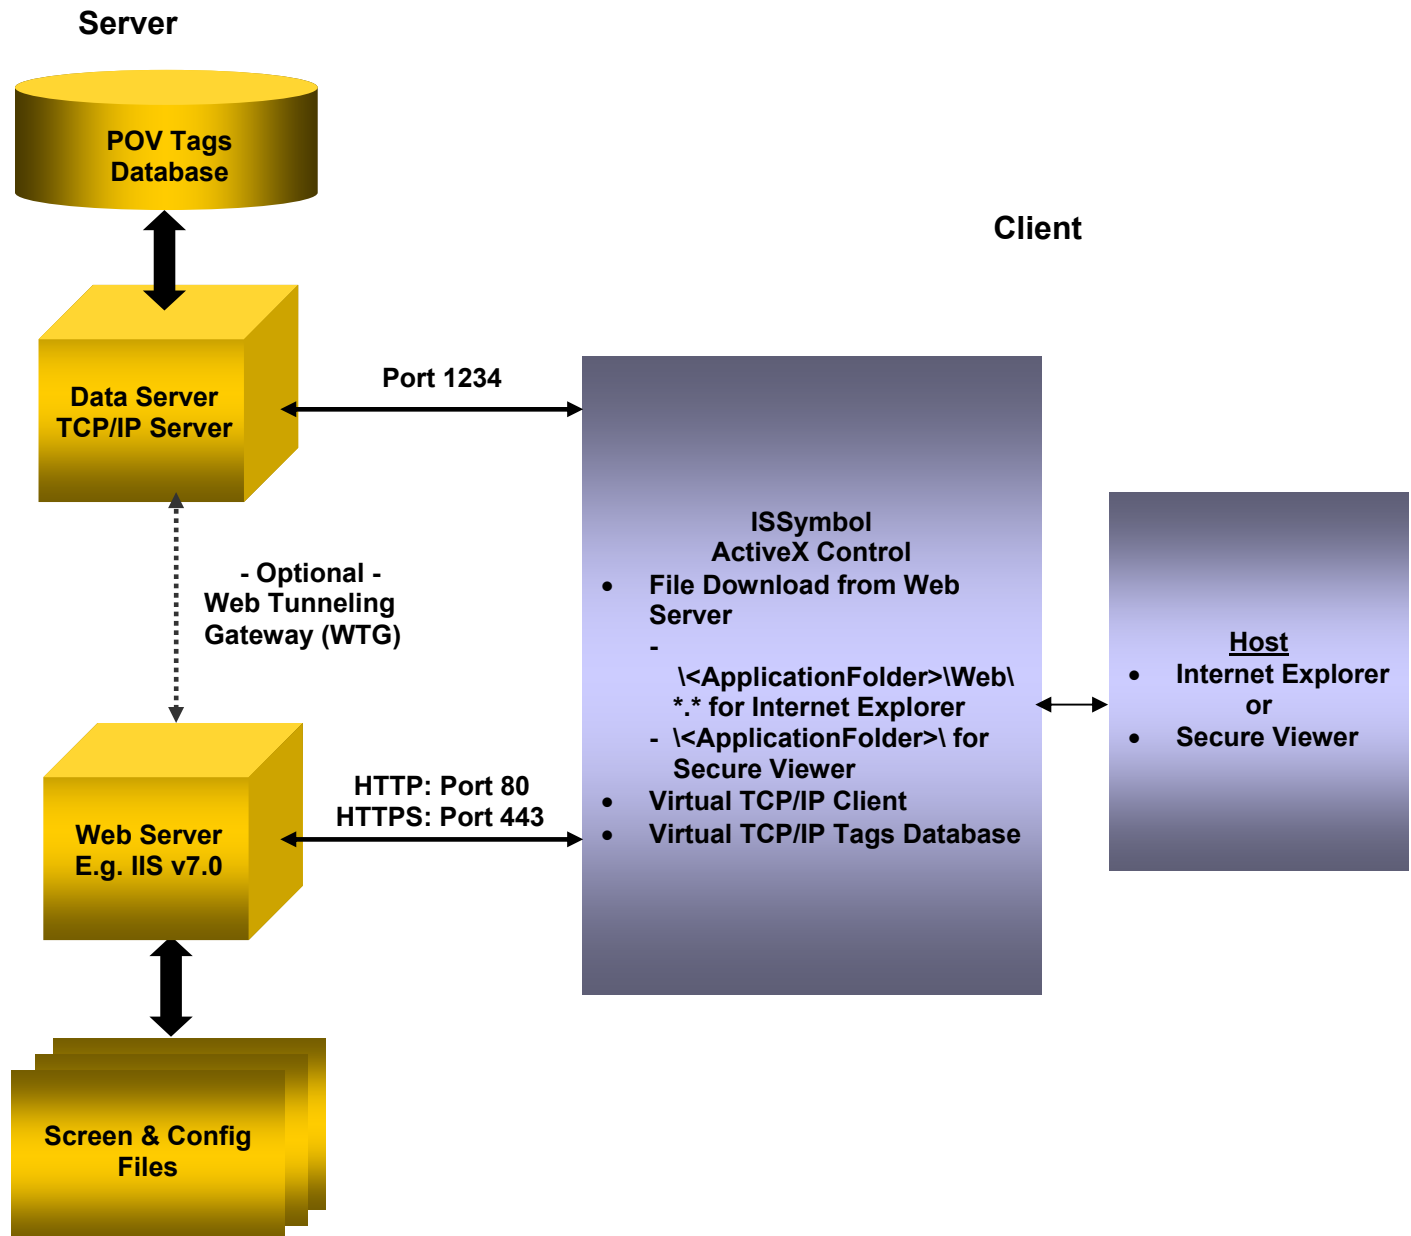 Server
POV Tags
Database
Client
Data Server
TCP/IP Server
Port 1234
- Optional -
Web Tunneling
Gateway (WTG)
Web Server
E.g. IIS v7.0
HTTP: Port 80
HTTPS: Port 443
Screen & Config
Files
ISSymbol
ActiveX Control
• File Download from Web
Server
-
\<ApplicationFolder>\Web\
*.* for Internet Explorer
- \<ApplicationFolder>\ for
Secure Viewer
• Virtual TCP/IP Client
• Virtual TCP/IP Tags Database
Host
• Internet Explorer
or
• Secure Viewer